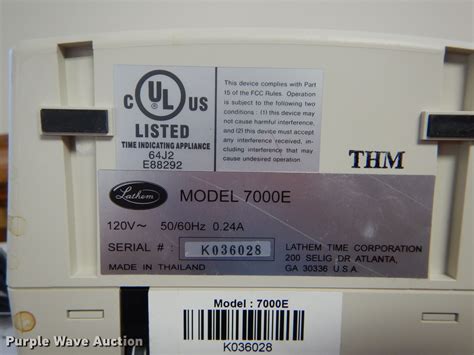 c UL US
LISTED
TIME INDICATING APPLIANCE
64J2
E88292
This device complies with Part
15 of the FCC Rules. Operation
is subject to the following two
conditions : (1) this device may
not cause harmful interference,
and (2) this device must accept
any interference received, in-
cluding interference that may
cause undesired operation.
THM
Lathem
MODEL 7000E
120V~ 50/60Hz 0.24A
SERIAL # K036028
LATHEM TIME CORPORATION
200 SELIG DR ATLANTA,
GA 30336 U.S.A.
MADE IN THAILAND
Model : 7000E
K036028
Purple Wave Auction